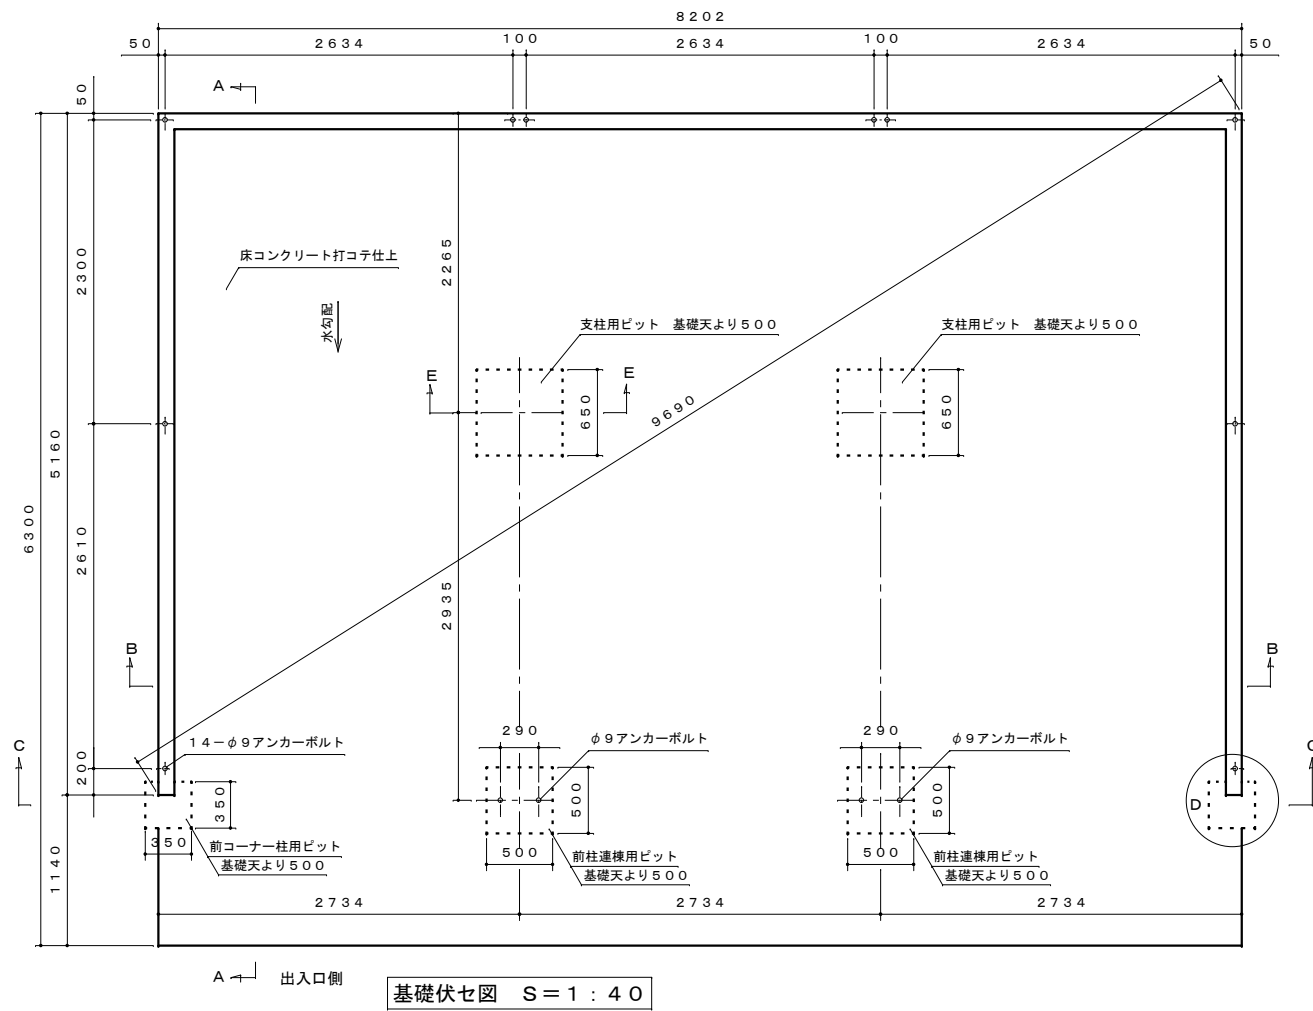 ８２０２
５０ ２６３４ １００ ２６３４ １００ ２６３４ ５０
A
５０
２３００
２２６５
床コンクリート打コテ仕上
水勾配
支柱用ピット 基礎天より５００
支柱用ピット 基礎天より５００
E E
６５０
６５０
９６９０
５１６０
６３００
２６１０
２９３５
B B
C C
１４－φ９アンカーボルト
２９０
φ９アンカーボルト
２９０
φ９アンカーボルト
２００
３５０
５００
５００
D
３５０
前コーナー柱用ピット
基礎天より５００
５００
前柱連棟用ピット
基礎天より５００
５００
前柱連棟用ピット
基礎天より５００
１１４０
２７３４ ２７３４ ２７３４
A 出入口側
基礎伏セ図 Ｓ＝１：４０